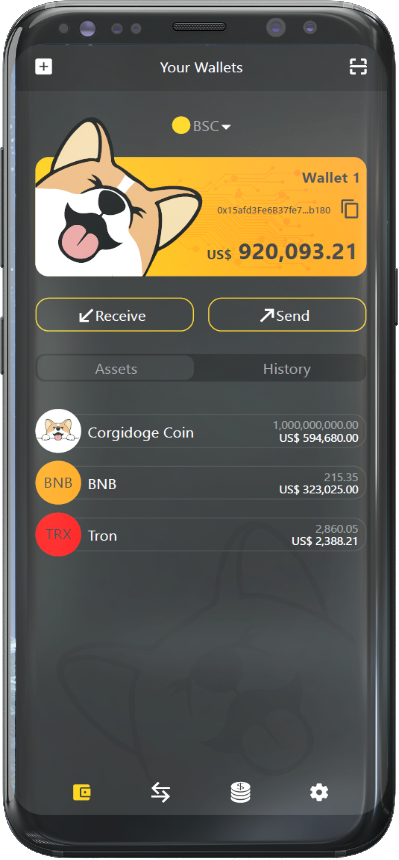 Your Wallets
BSC
Wallet 1
0x15afd3Fe6B37fe7...b180
US$ 920,093.21
Receive
Send
Assets
History
1,000,000,000.00
Corgidoge Coin
US$ 594,680.00
215.35
BNB
BNB
US$ 323,025.00
2,860.05
TRX
Tron
US$ 2,388.21